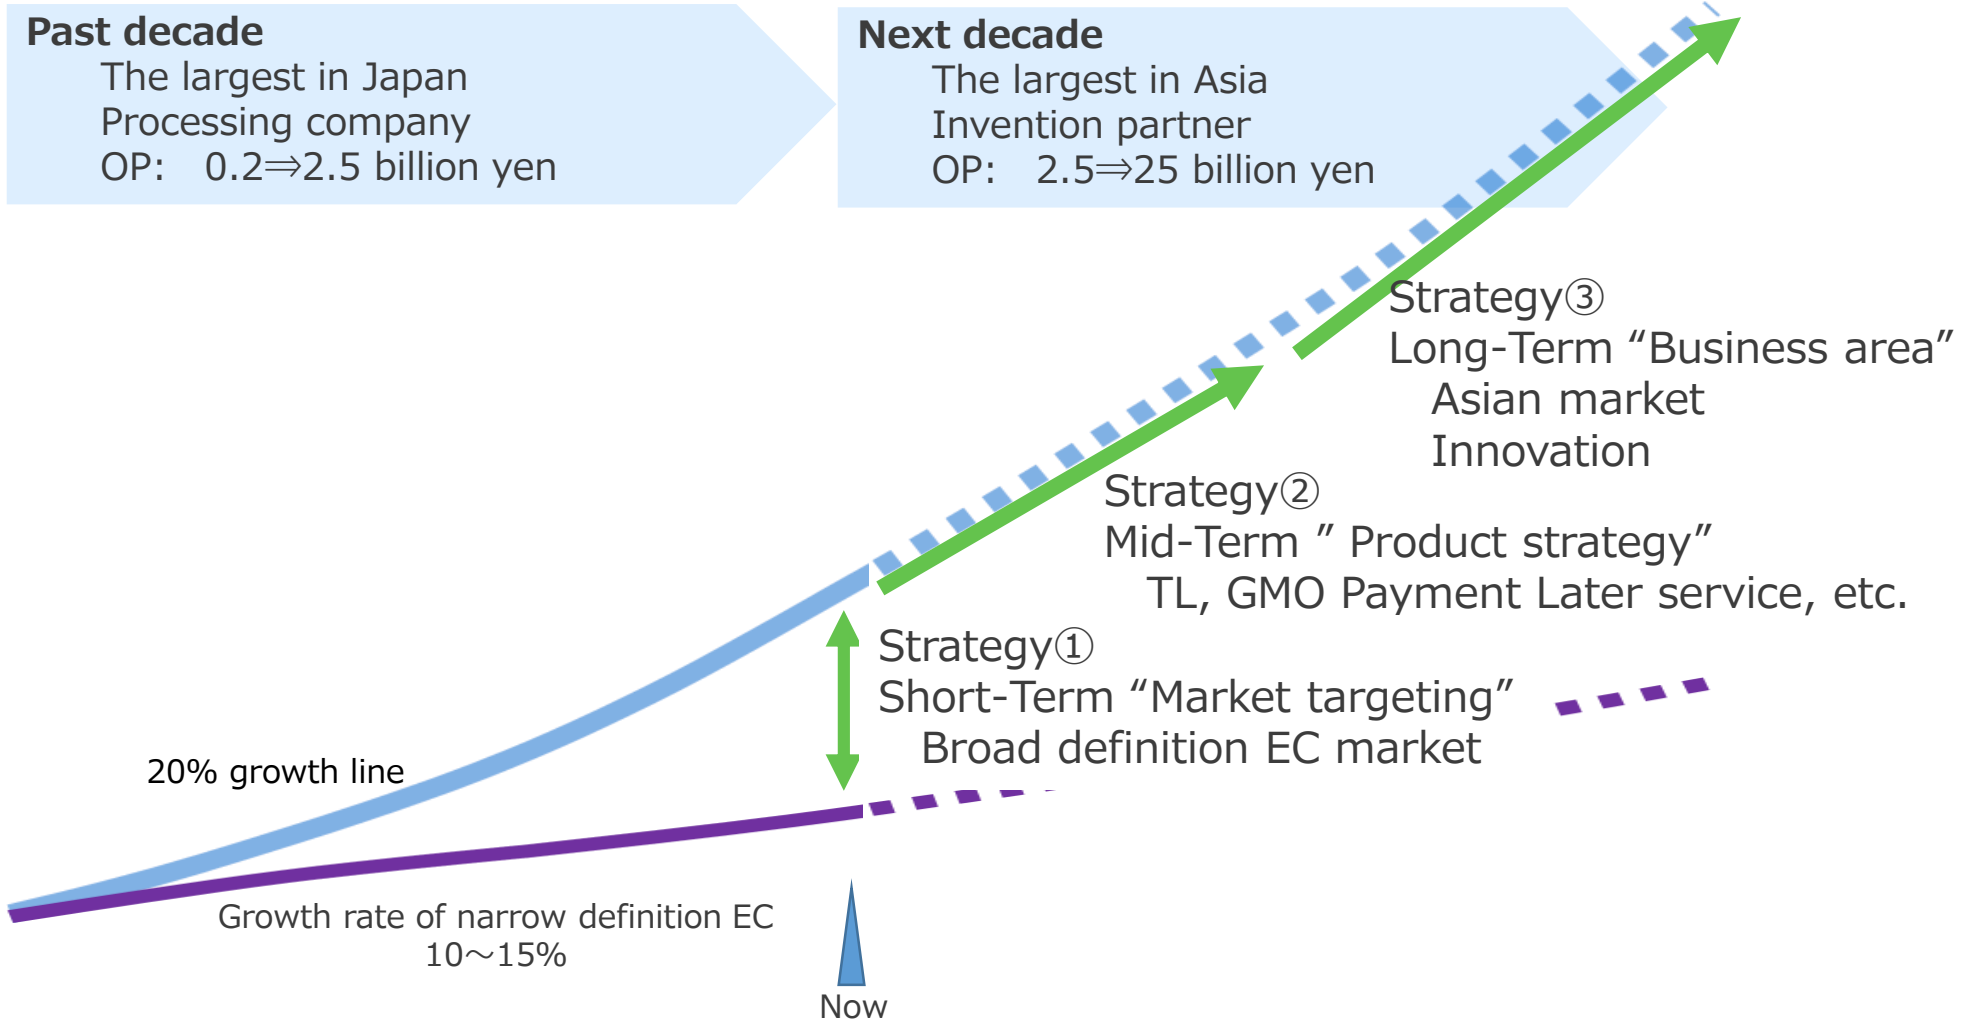 Past decade
The largest in Japan
Processing company
OP: 0.2⇒2.5 billion yen
Next decade
The largest in Asia
Invention partner
OP: 2.5⇒25 billion yen
Strategy③
Long-Term “Business area”
Asian market
Innovation
Strategy②
Mid-Term ” Product strategy”
TL, GMO Payment Later service, etc.
Strategy①
Short-Term “Market targeting”
Broad definition EC market
20% growth line
Growth rate of narrow definition EC
10～15%
Now